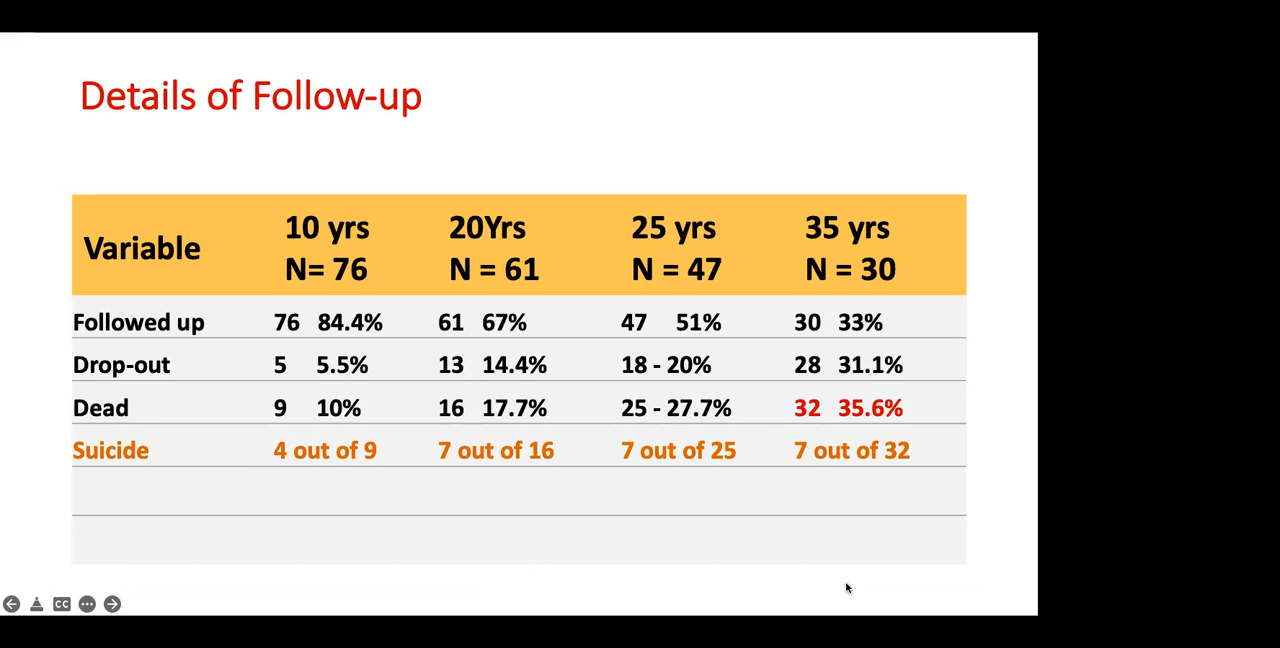 Details of Follow-up
Variable 10 yrs N= 76 20Yrs N = 61 25 yrs N = 47 35 yrs N = 30
Followed up 76 84.4% 61 67% 47 51% 30 33%
Drop-out 5 5.5% 13 14.4% 18 - 20% 28 31.1%
Dead 9 10% 16 17.7% 25 - 27.7% 32 35.6%
Suicide 4 out of 9 7 out of 16 7 out of 25 7 out of 32
CC